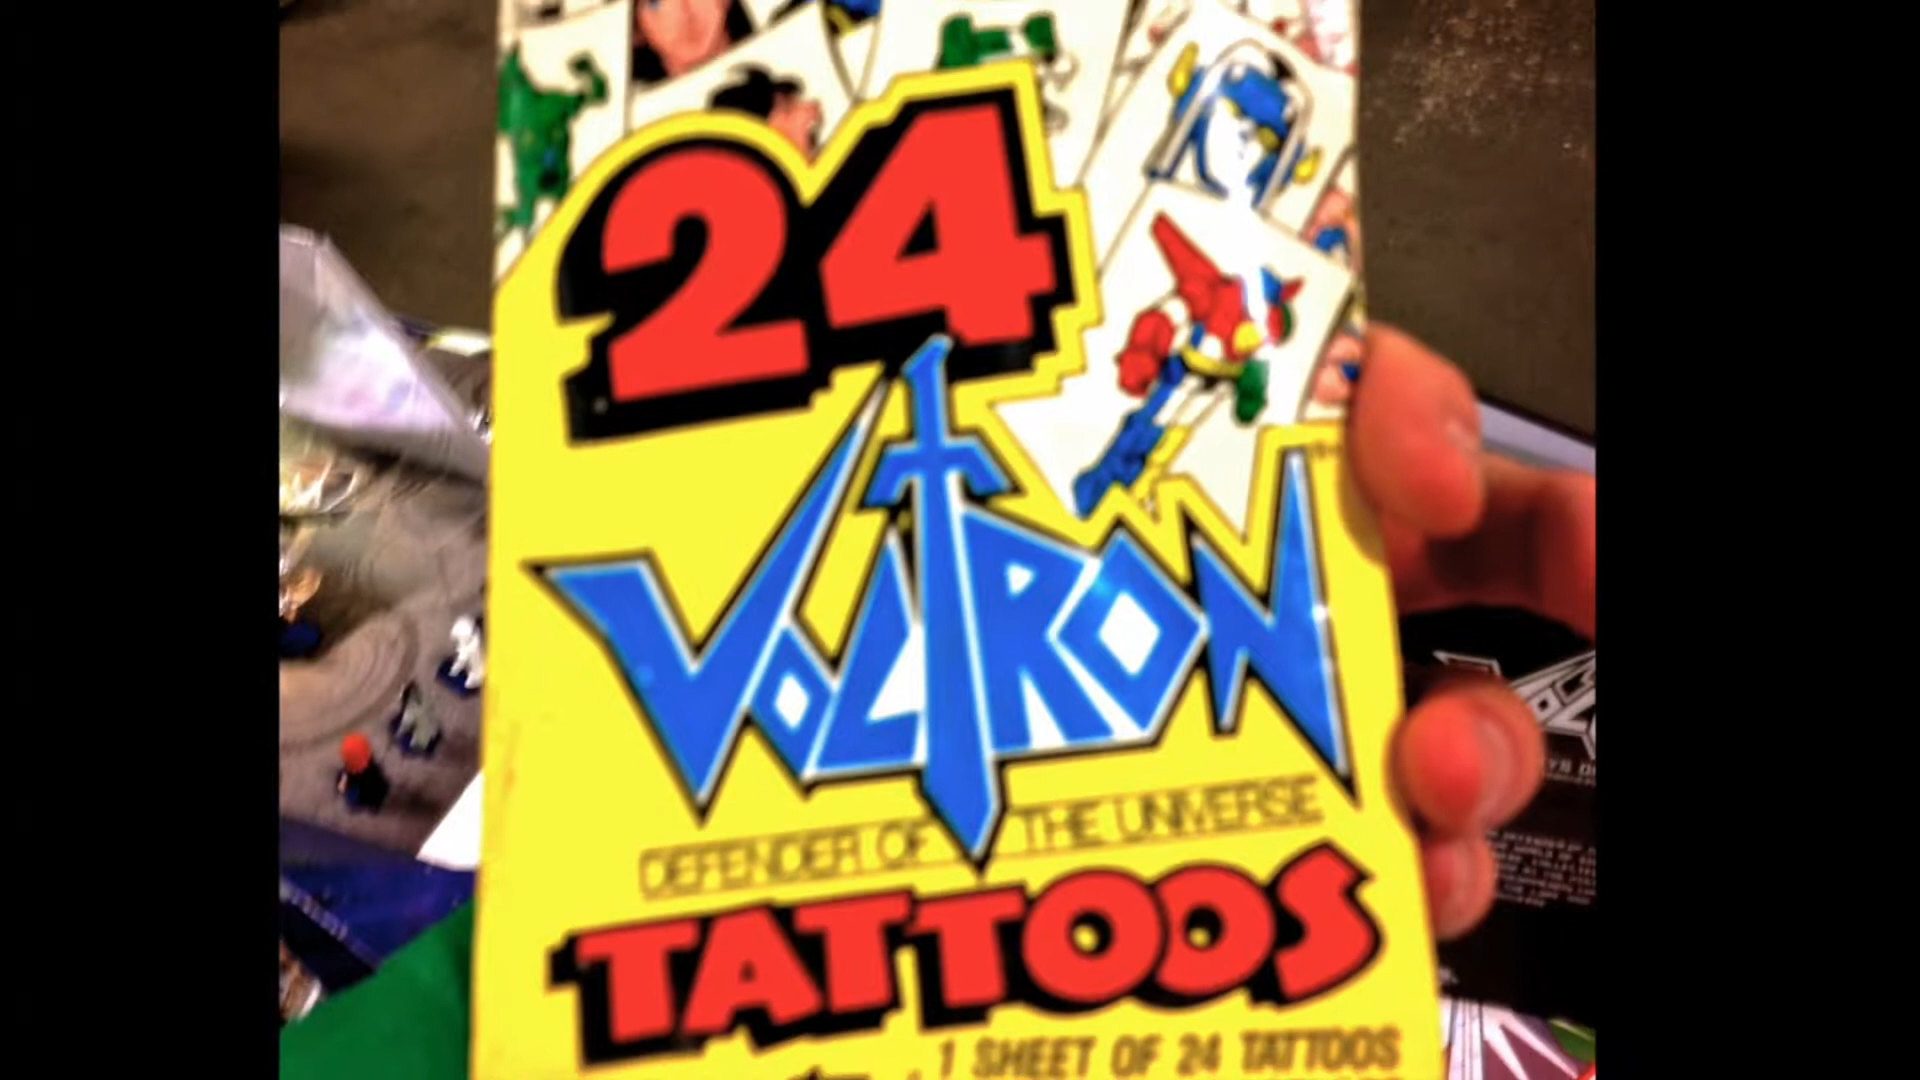 24
VOLTRON
DEFENDER OF THE UNIVERSE
TATTOOS
1 SHEET OF 24 TATTOOS